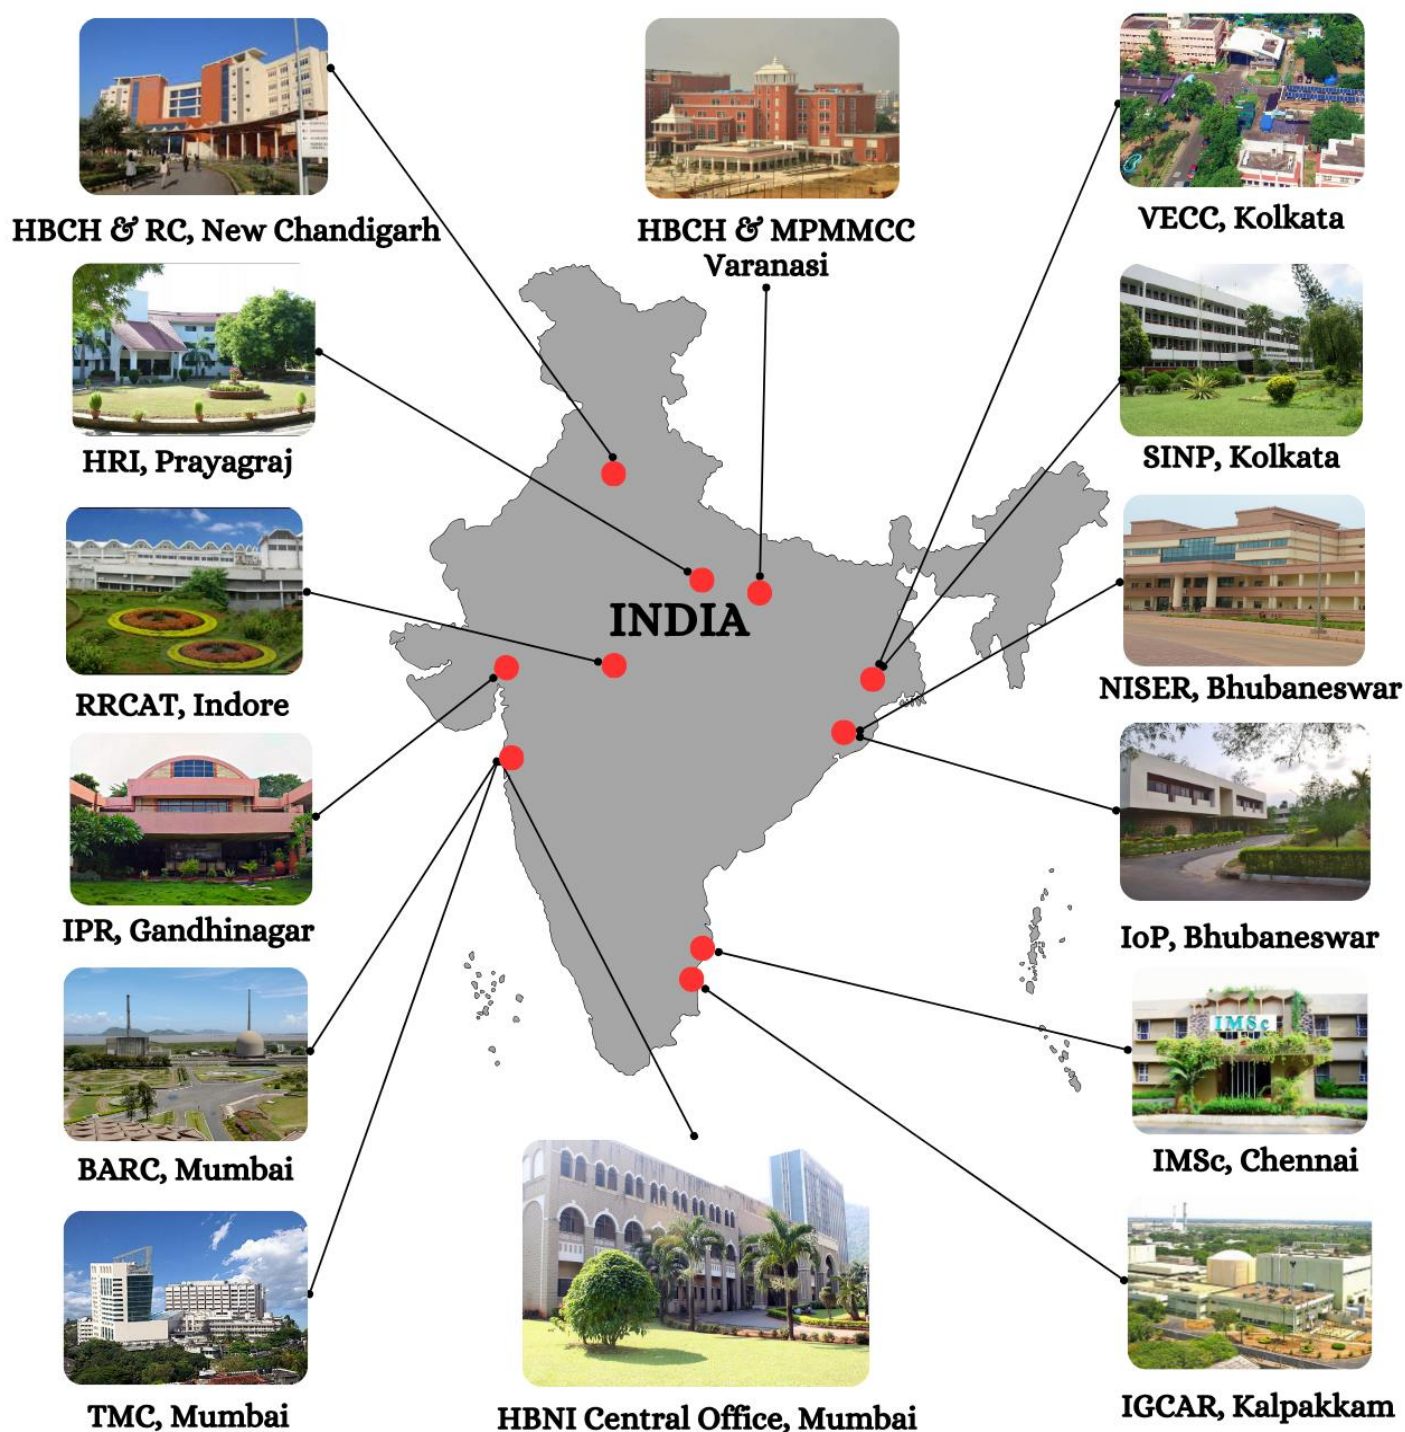 HBCH & RC, New Chandigarh
HBCH & MPMMCC
Varanasi
VECC, Kolkata
HRI, Prayagraj
SINP, Kolkata
INDIA
RRCAT, Indore
NISER, Bhubaneswar
IPR, Gandhinagar
IoP, Bhubaneswar
IMSc
BARC, Mumbai
IMSc, Chennai
TMC, Mumbai
HBNI Central Office, Mumbai
IGCAR, Kalpakkam